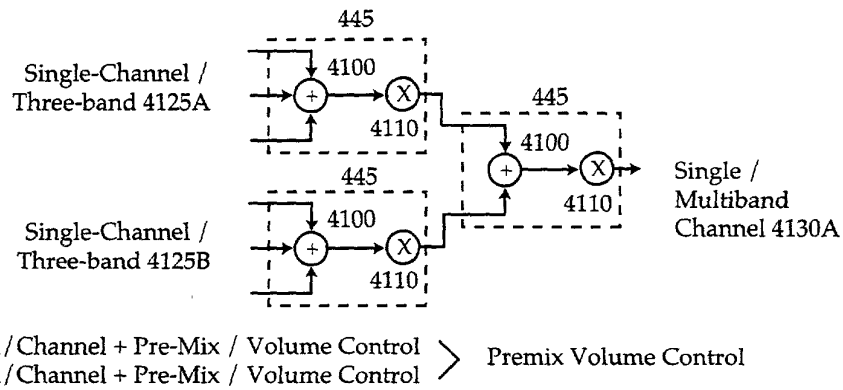 445
Single-Channel /
Three-band 4125A
4100
+
X
4110
445
4100
+
X
4110
Single /
Multiband
Channel 4130A
445
Single-Channel /
Three-band 4125B
4100
+
X
4110
/Channel + Pre-Mix / Volume Control
/Channel + Pre-Mix / Volume Control
> Premix Volume Control